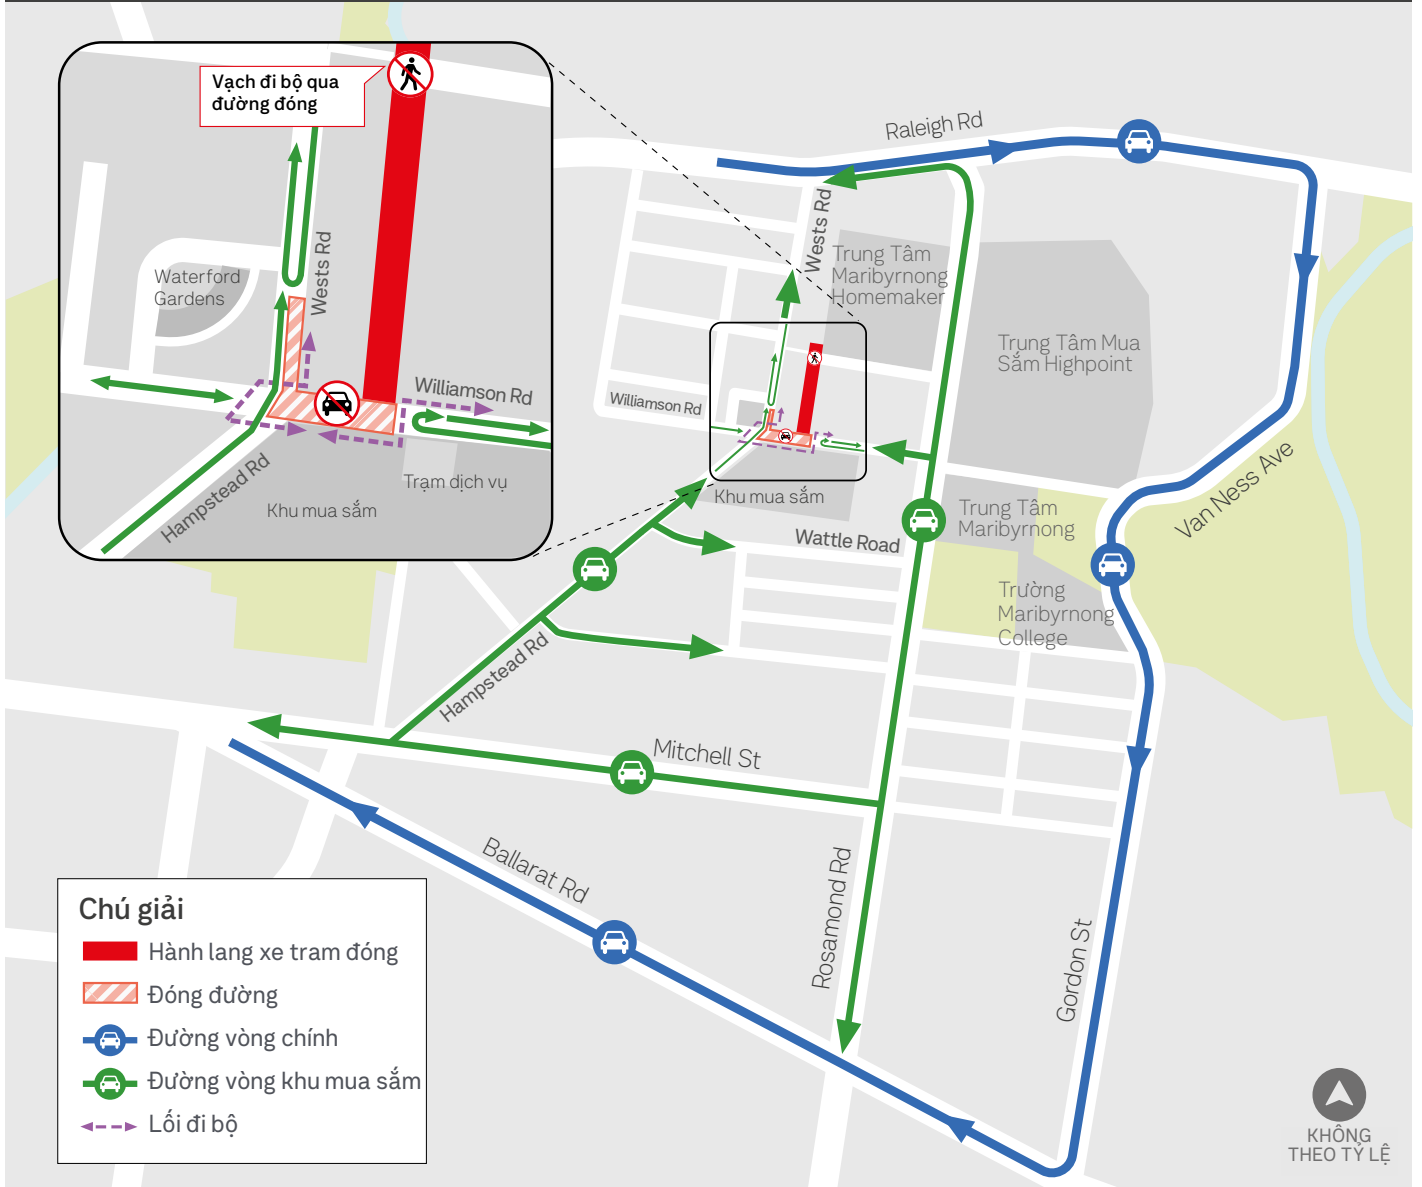 Vạch đi bộ qua
đường đóng
Wests Rd
Waterford
Gardens
Williamson Rd
Hampstead Rd
Trạm dịch vụ
Khu mua sắm
Raleigh Rd
Wests Rd
Trung Tâm
Maribyrnong
Homemaker
Trung Tâm Mua
Sắm Highpoint
Williamson Rd
Khu mua sắm
Van Ness Ave
Trung Tâm
Maribyrnong
Wattle Road
Trường
Maribyrnong
College
Hampstead Rd
Mitchell St
Ballarat Rd
Rosamond Rd
Gordon St
Chú giải
Hành lang xe tram đóng
Đóng đường
Đường vòng chính
Đường vòng khu mua sắm
Lối đi bộ
KHÔNG
THEO TỶ LỆ